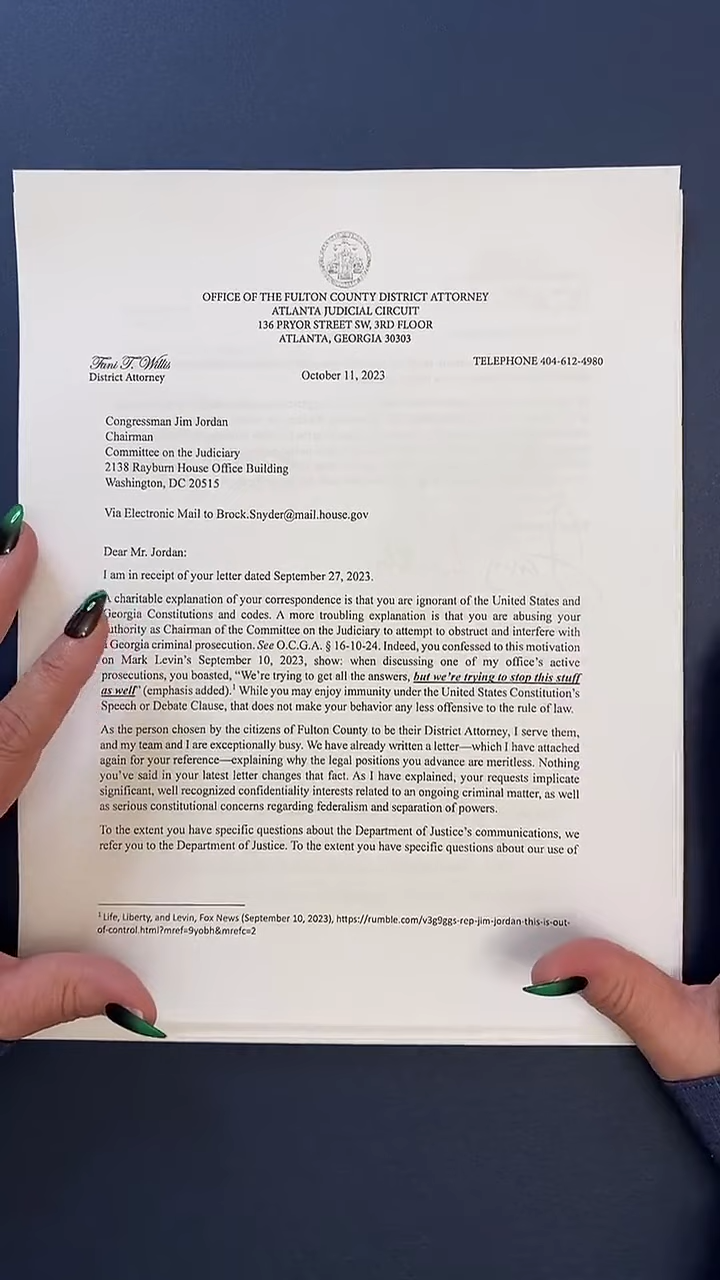 OFFICE OF THE FULTON COUNTY DISTRICT ATTORNEY
ATLANTA JUDICIAL CIRCUIT
136 PRYOR STREET SW, 3RD FLOOR
ATLANTA, GEORGIA 30303
Fani T. Willis
District Attorney
October 11, 2023
TELEPHONE 404-612-4980
Congressman Jim Jordan
Chairman
Committee on the Judiciary
2138 Rayburn House Office Building
Washington, DC 20515
Via Electronic Mail to Brock.Snyder@mail.house.gov
Dear Mr. Jordan:
I am in receipt of your letter dated September 27, 2023.
A charitable explanation of your correspondence is that you are ignorant of the United States and
Georgia Constitutions and codes. A more troubling explanation is that you are abusing your
authority as Chairman of the Committee on the Judiciary to attempt to obstruct and interfere with
a Georgia criminal prosecution. See O.C.G.A. § 16-10-24. Indeed, you confessed to this motivation
on Mark Levin's September 10, 2023, show: when discussing one of my office's active
prosecutions, you boasted, “We're trying to get all the answers, but we're trying to stop this stuff
as well” (emphasis added).1 While you may enjoy immunity under the United States Constitution's
Speech or Debate Clause, that does not make your behavior any less offensive to the rule of law.
As the person chosen by the citizens of Fulton County to be their District Attorney, I serve them,
and my team and I are exceptionally busy. We have already written a letter—which I have attached
again for your reference—explaining why the legal positions you advance are meritless. Nothing
you've said in your latest letter changes that fact. As I have explained, your requests implicate
significant, well recognized confidentiality interests related to an ongoing criminal matter, as well
as serious constitutional concerns regarding federalism and separation of powers.
To the extent you have specific questions about the Department of Justice's communications, we
refer you to the Department of Justice. To the extent you have specific questions about our use of
1 Life, Liberty, and Levin, Fox News (September 10, 2023), https://rumble.com/v3g9ggs-rep-jim-jordan-this-is-out-
of-control.html?mref=9yobh&mrefc=2